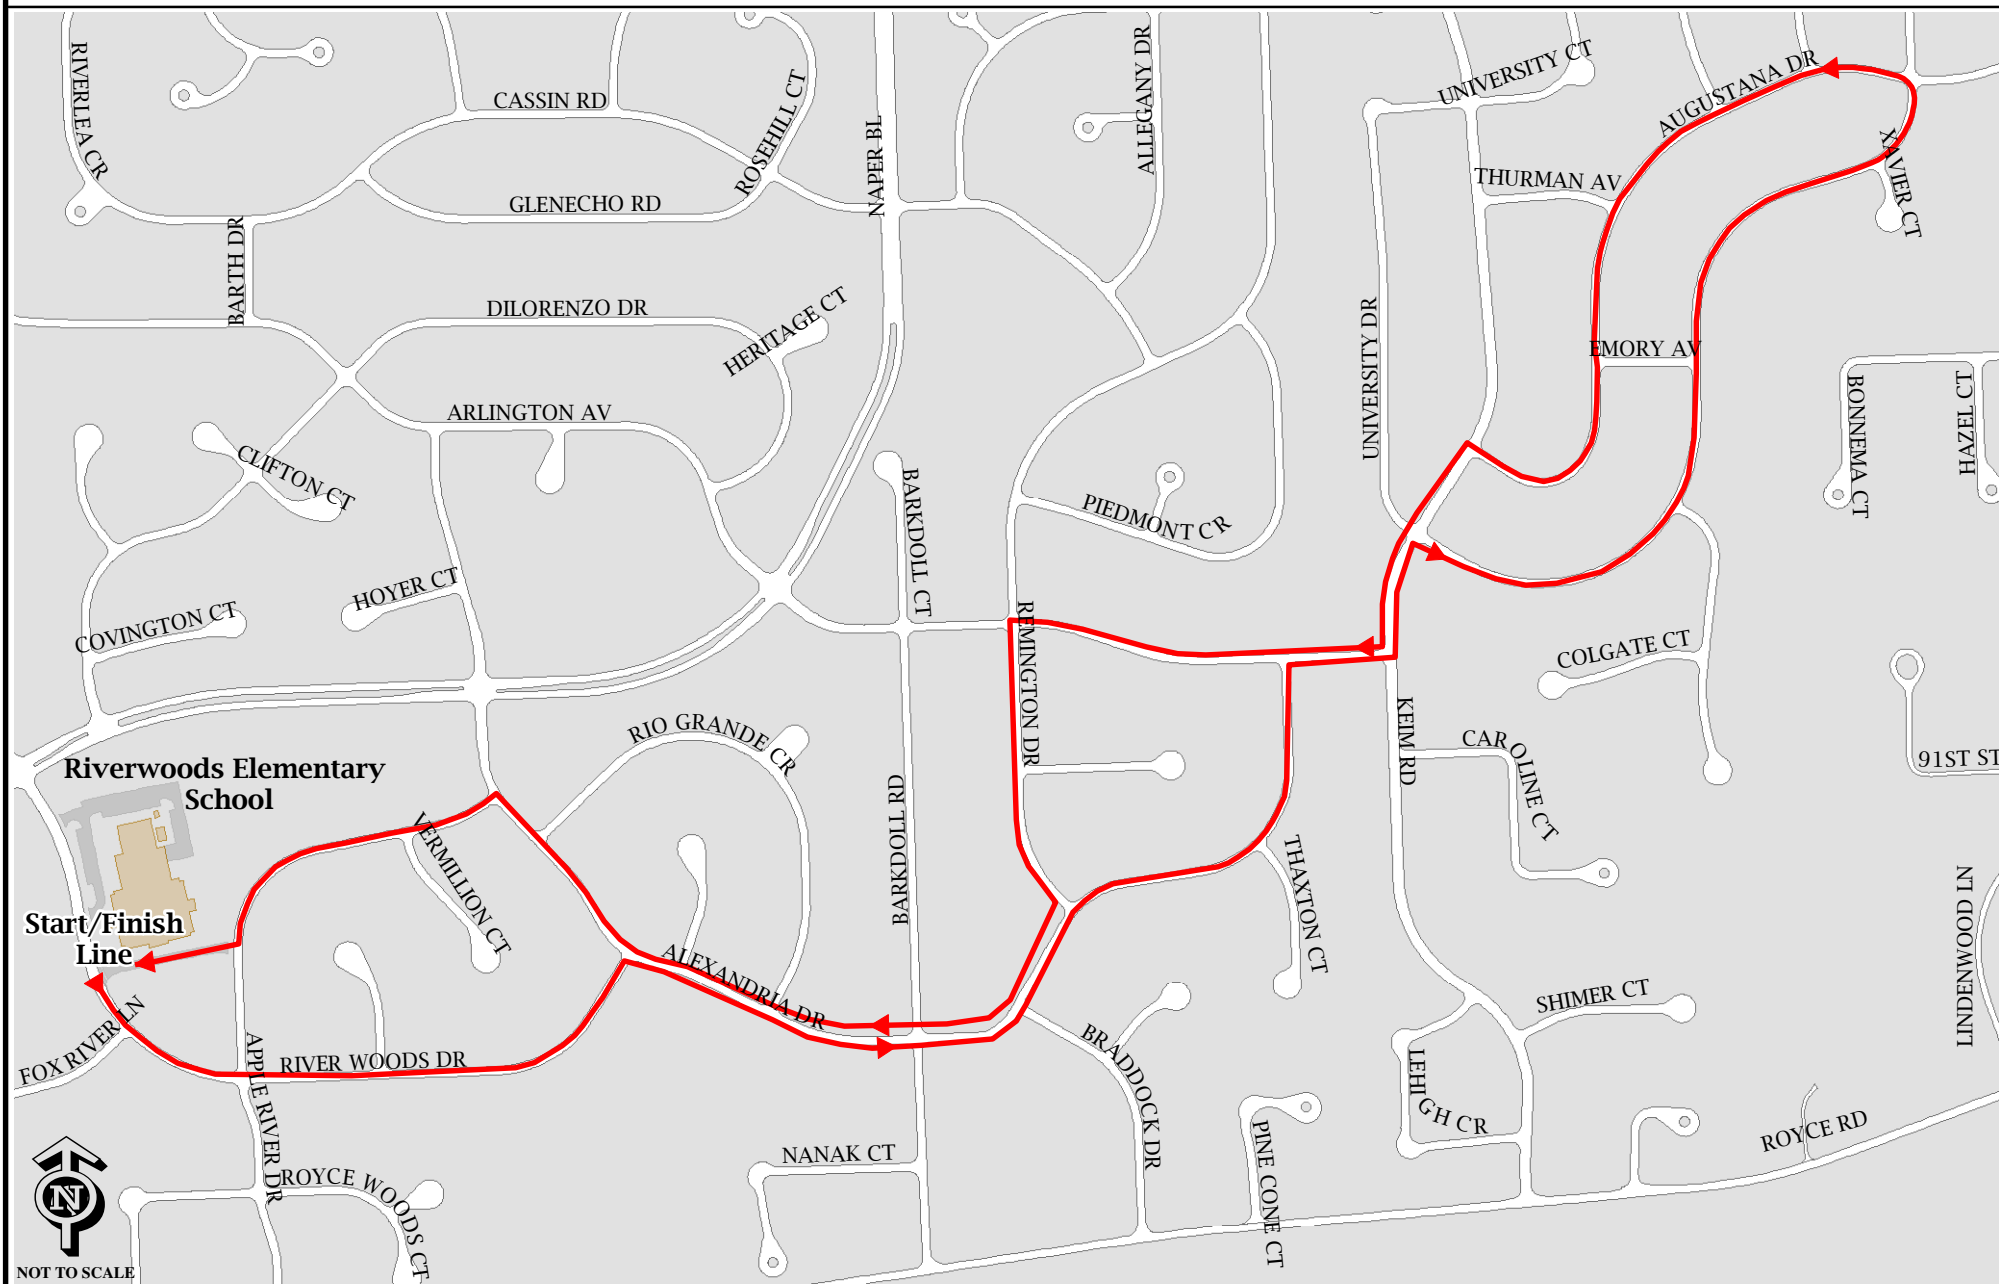 RIVERLEA CR
CASSIN RD
ROSEHILL CT
NAPER BL
ALLEGANY DR
UNIVERSITY CT
AUGUSTANA DR
XAVIER CT
THURMAN AV
GLENECHO RD
BARTH DR
DILORENZO DR
HERITAGE CT
UNIVERSITY DR
EMORY AV
BONNEMA CT
HAZEL CT
ARLINGTON AV
CLIFTON CT
BARKDOLL CT
PIEDMONT CR
HOYER CT
COVINGTON CT
REMINGTON DR
COLGATE CT
KEIM RD
CAROLINE CT
91ST ST
RIO GRANDE CR
Riverwoods Elementary
School
VERMILLION CT
BARKDOLL RD
THAXTON CT
LINDENWOOD LN
Start/Finish
Line
ALEXANDRIA DR
SHIMER CT
FOX RIVER LN
APPLE RIVER DR
RIVER WOODS DR
BRADDOCK DR
LEHIGH CR
PINE CONE CT
ROYCE RD
NANAK CT
ROYCE WOODS CT
N
NOT TO SCALE